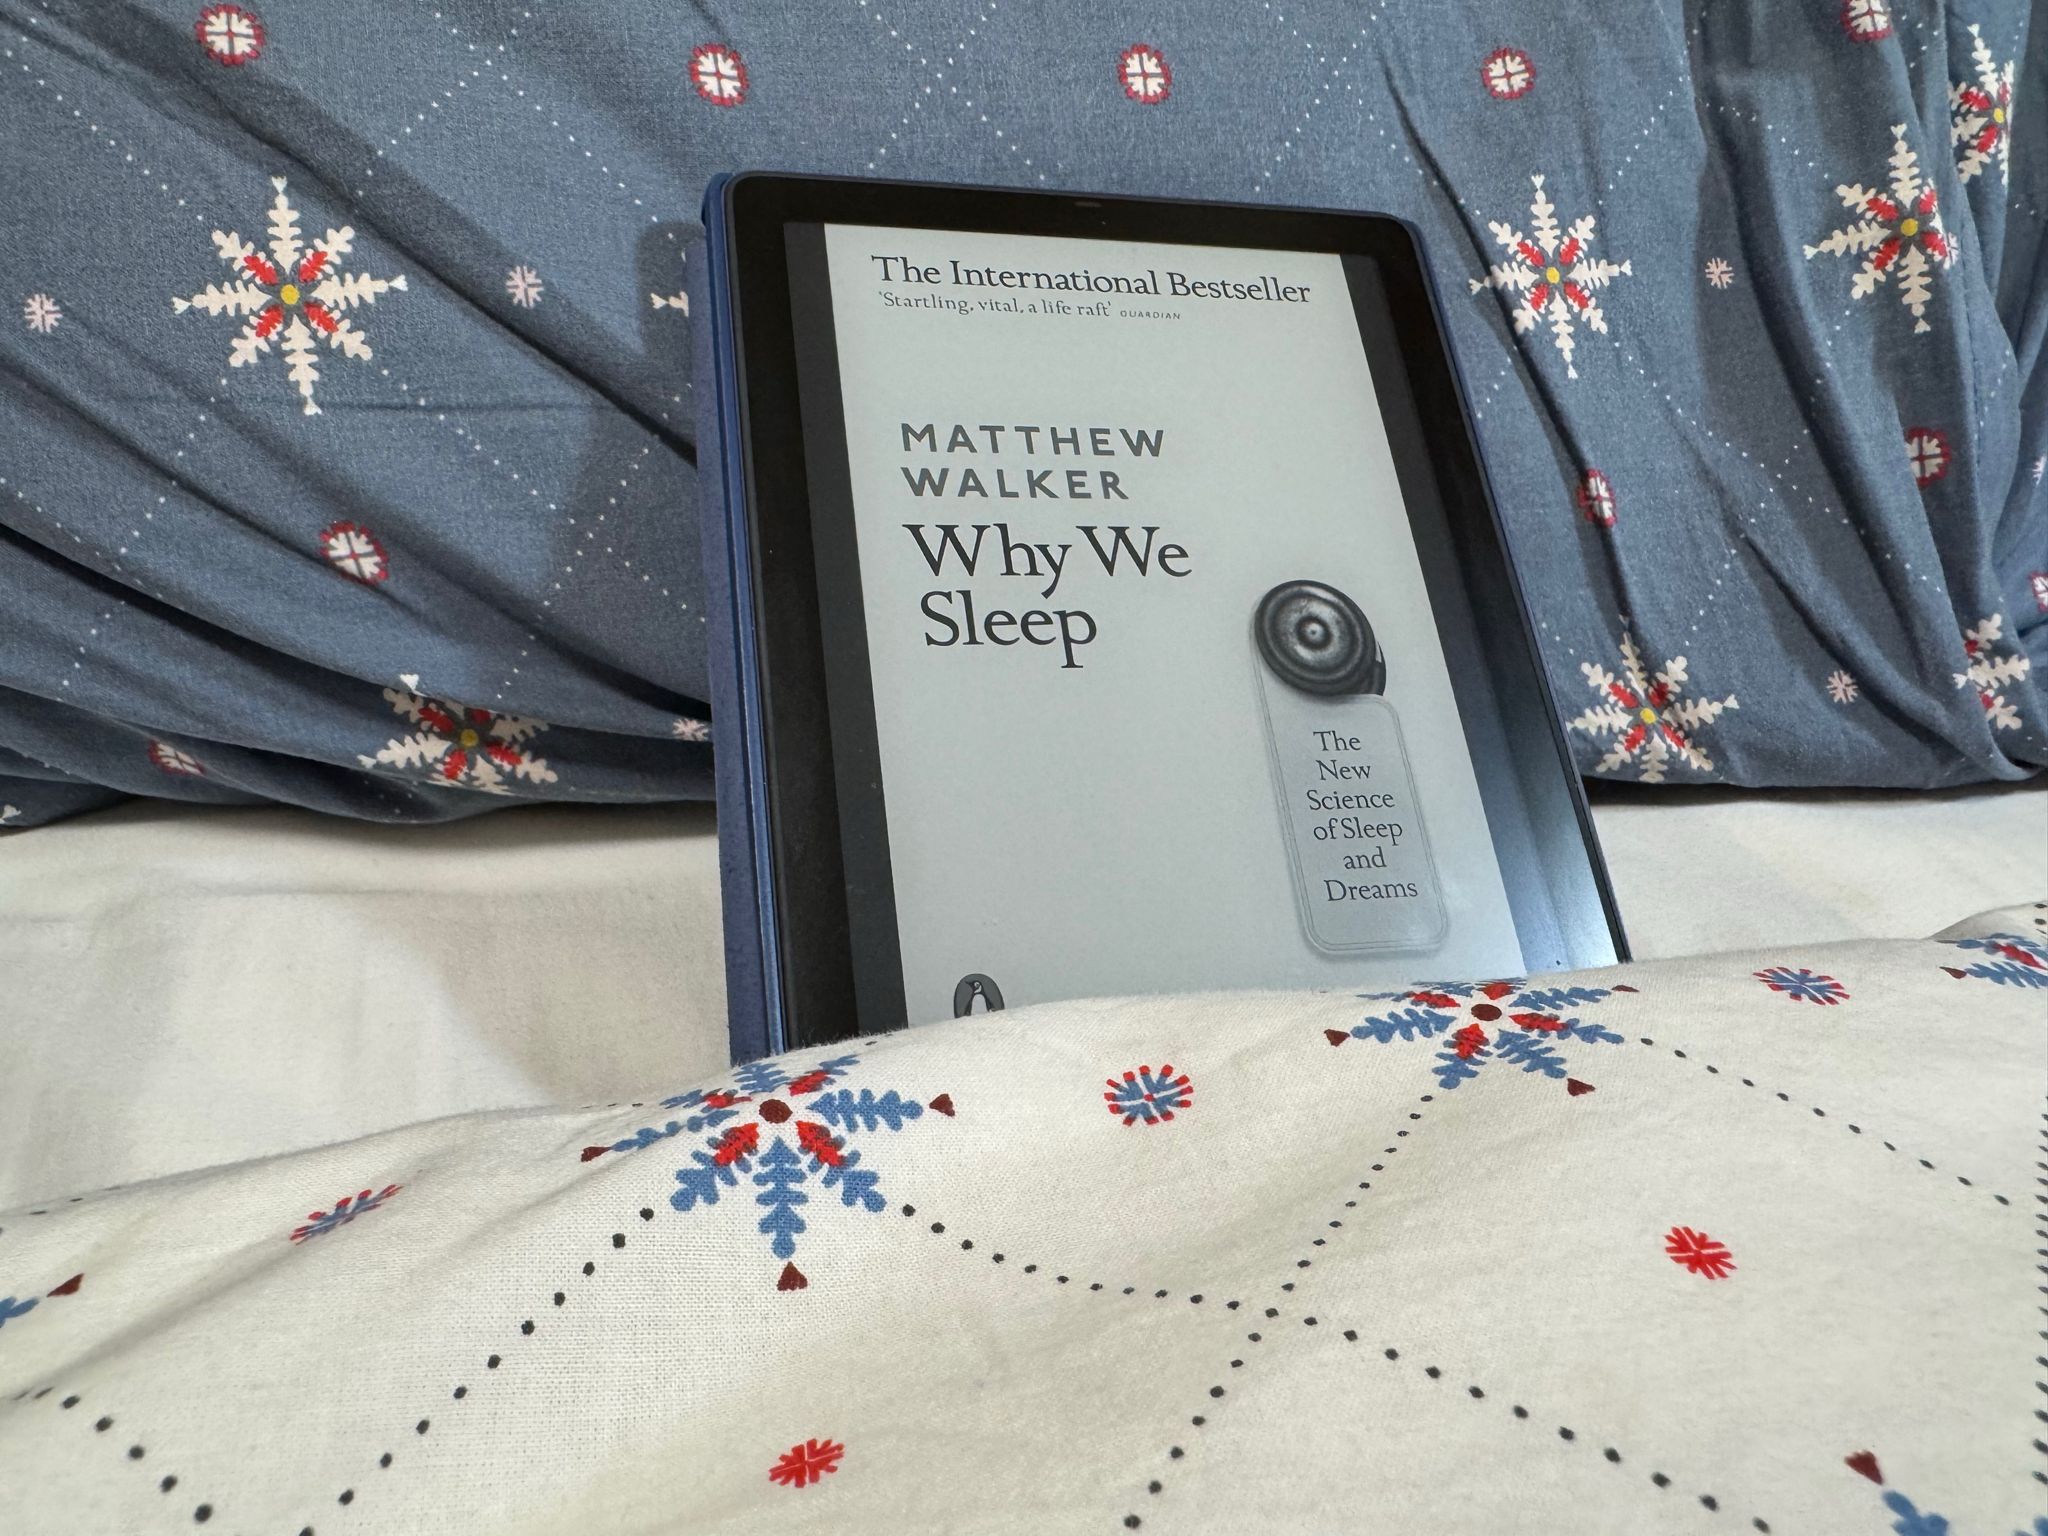 The International Bestseller
'Startling, vital, a life raft' GUARDIAN
MATTHEW
WALKER
Why We
Sleep
The
New
Science
of Sleep
and
Dreams